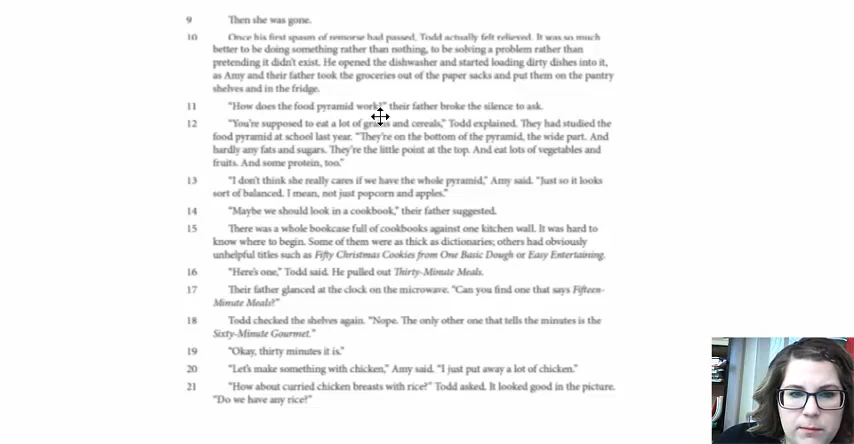 9 Then she was gone.
10 Once his first spasm of remorse had passed, Todd actually felt relieved. It was so much
better to be doing something rather than nothing, to be solving a problem rather than
pretending it didn't exist. He opened the dishwasher and started loading dirty dishes into it,
as Amy and their father took the groceries out of the paper sacks and put them on the pantry
shelves and in the fridge.
11 "How does the food pyramid work?" their father broke the silence to ask.
12 "You're supposed to eat a lot of grains and cereals," Todd explained. They had studied the
food pyramid at school last year. "They're on the bottom of the pyramid, the wide part. And
hardly any fats and sugars. They're the little point at the top. And eat lots of vegetables and
fruits. And some protein, too."
13 "I don't think she really cares if we have the whole pyramid," Amy said. "Just so it looks
sort of balanced. I mean, not just popcorn and apples."
14 "Maybe we should look in a cookbook," their father suggested.
15 There was a whole bookcase full of cookbooks against one kitchen wall. It was hard to
know where to begin. Some of them were as thick as dictionaries; others had obviously
unhelpful titles such as Fifty Christmas Cookies from One Basic Dough or Easy Entertaining.
16 "Here's one," Todd said. He pulled out Thirty-Minute Meals.
17 Their father glanced at the clock on the microwave. "Can you find one that says Fifteen-
Minute Meals?"
18 Todd checked the shelves again. "Nope. The only other one that tells the minutes is the
Sixty-Minute Gourmet."
19 "Okay, thirty minutes it is."
20 "Let's make something with chicken," Amy said. "I just put away a lot of chicken."
21 "How about curried chicken breasts with rice?" Todd asked. It looked good in the picture.
"Do we have any rice?"